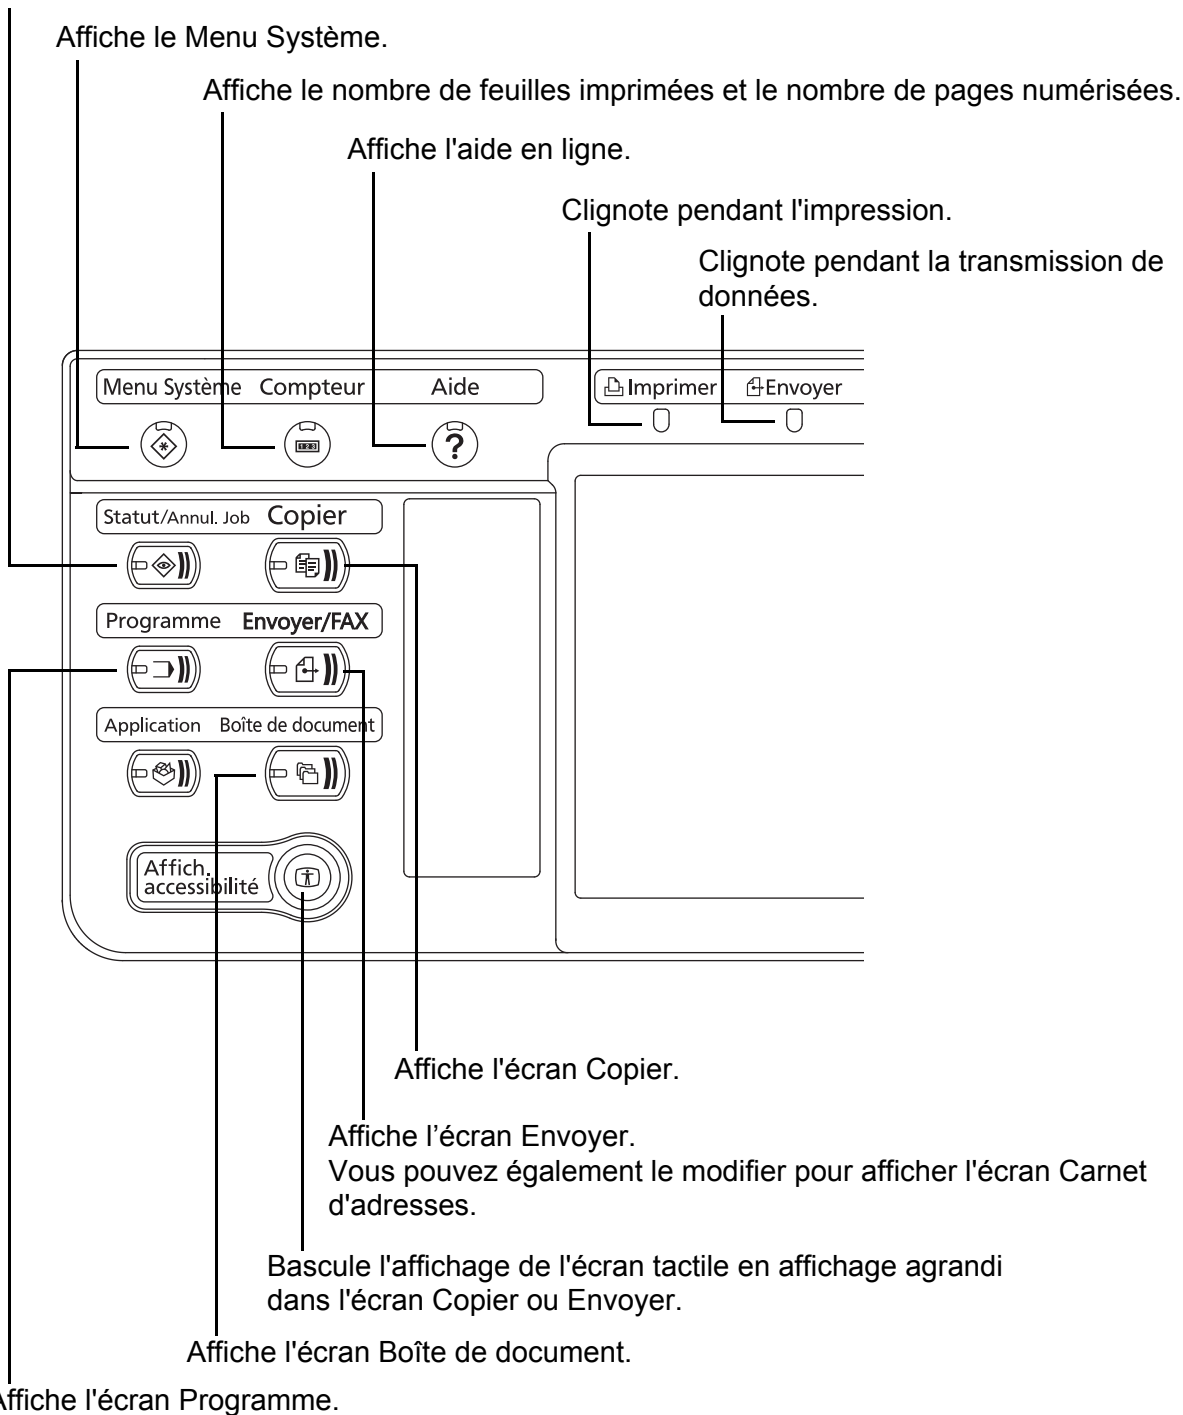 Affiche le Menu Système.
Affiche le nombre de feuilles imprimées et le nombre de pages numérisées.
Affiche l'aide en ligne.
Clignote pendant l'impression.
Clignote pendant la transmission de
données.
Menu Système Compteur Aide
Imprimer Envoyer
123
?
Statut/Annul. Job Copier
Programme Envoyer/FAX
Application Boîte de document
Affich.
accessibilité
Affiche l'écran Copier.
Affiche l’écran Envoyer.
Vous pouvez également le modifier pour afficher l'écran Carnet
d'adresses.
Bascule l'affichage de l'écran tactile en affichage agrandi
dans l'écran Copier ou Envoyer.
Affiche l'écran Boîte de document.
Affiche l'écran Programme.